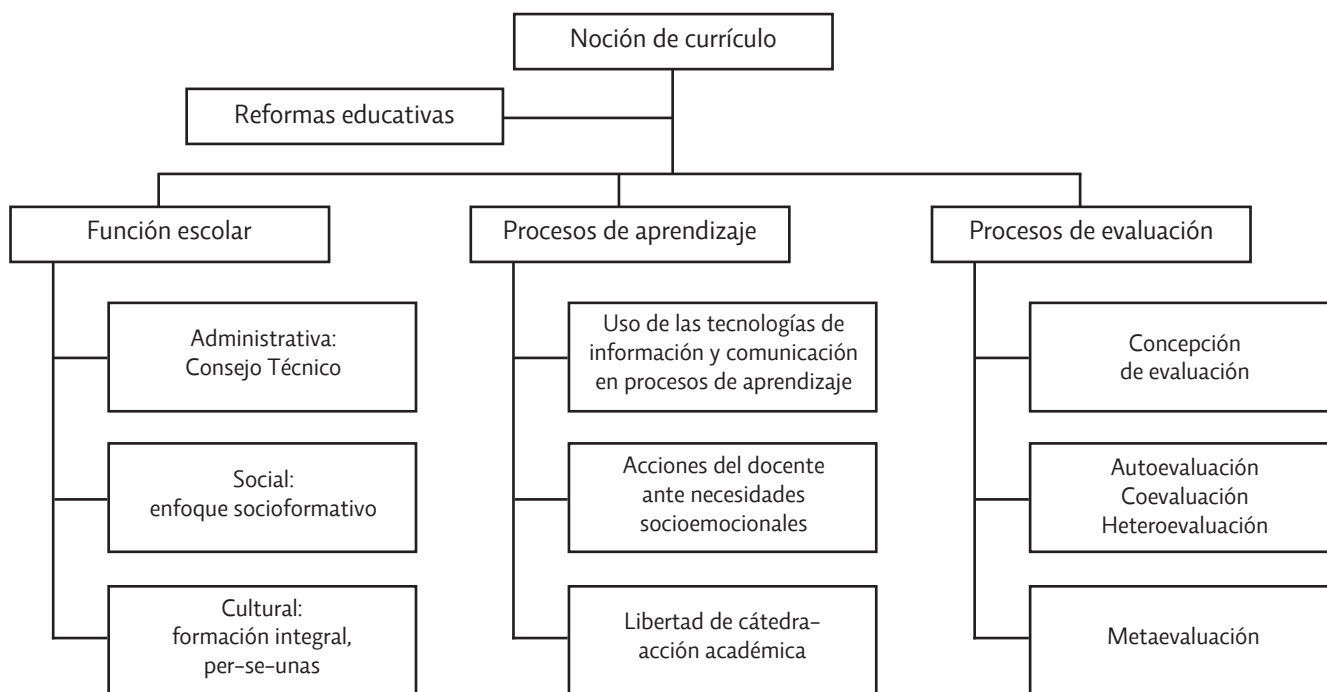 Noción de currículo
Reformas educativas
Función escolar
Procesos de aprendizaje
Procesos de evaluación
Administrativa:
Consejo Técnico
Uso de las tecnologías de
información y comunicación
en procesos de aprendizaje
Concepción
de evaluación
Social:
enfoque socioformativo
Acciones del docente
ante necesidades
socioemocionales
Autoevaluación
Coevaluación
Heteroevaluación
Cultural:
formación integral,
per-se-unas
Libertad de cátedra–
acción académica
Metaevaluación